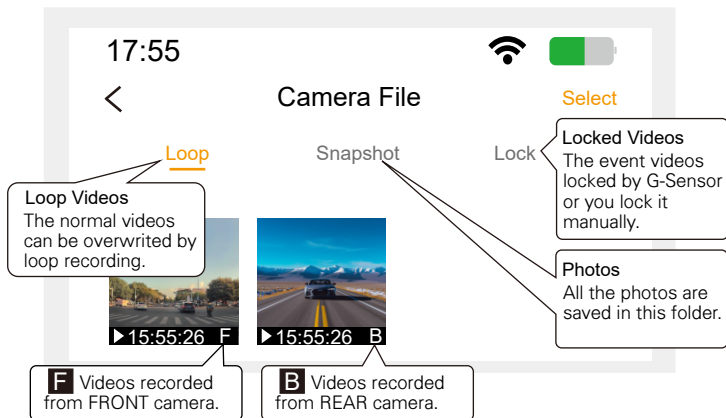 17:55
Camera File
Select
Loop
Snapshot
Lock
Locked Videos
The event videos
locked by G-Sensor
or you lock it
manually.
Loop Videos
The normal videos
can be overwrited by
loop recording.
Photos
All the photos are
saved in this folder.
15:55:26 F
15:55:26 B
F Videos recorded
from FRONT camera.
B Videos recorded
from REAR camera.